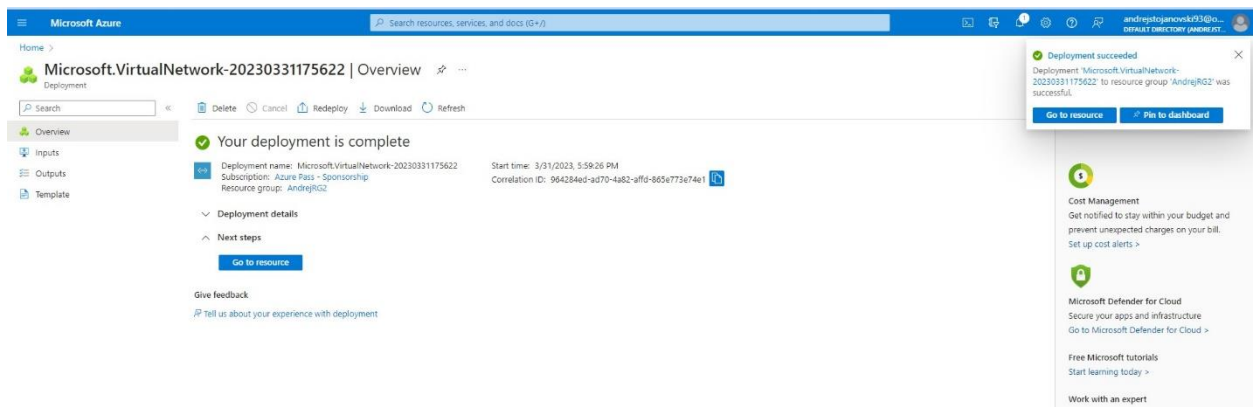 Microsoft Azure
Search resources, services, and docs (G+/)
1
andrejstojanovski93@o...
DEFAULT DIRECTORY (ANDREJST...
Home >
Microsoft.VirtualNetwork-20230331175622 | Overview
Deployment
Search
Overview
Inputs
Outputs
Template
Delete
Cancel
Redeploy
Download
Refresh
Your deployment is complete
Deployment name: Microsoft.VirtualNetwork-20230331175622
Subscription: Azure Pass - Sponsorship
Resource group: AndrejRG2
Start time: 3/31/2023, 5:59:26 PM
Correlation ID: 964284ed-ad70-4a82-affd-865e773e74e1
Deployment details
Next steps
Go to resource
Give feedback
Tell us about your experience with deployment
Deployment succeeded
Deployment 'Microsoft.VirtualNetwork-
20230331175622' to resource group 'AndrejRG2' was
successful.
Go to resource
Pin to dashboard
Cost Management
Get notified to stay within your budget and
prevent unexpected charges on your bill.
Set up cost alerts >
Microsoft Defender for Cloud
Secure your apps and infrastructure
Go to Microsoft Defender for Cloud >
Free Microsoft tutorials
Start learning today >
Work with an expert